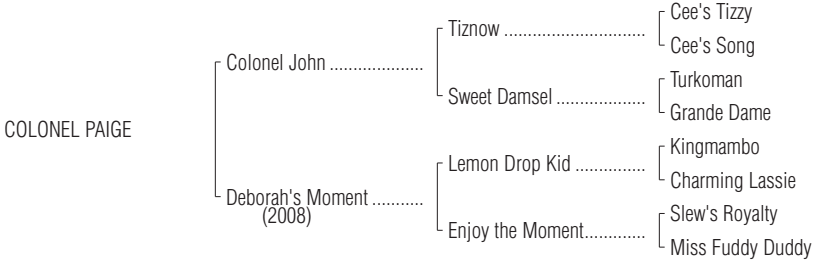 Cee's Tizzy
Tiznow ..............................
Cee's Song
Colonel John ....................
Turkoman
Sweet Damsel ...................
Grande Dame
COLONEL PAIGE
Kingmambo
Lemon Drop Kid ...............
Charming Lassie
Deborah's Moment ...........
(2008)
Slew's Royalty
Enjoy the Moment.............
Miss Fuddy Duddy